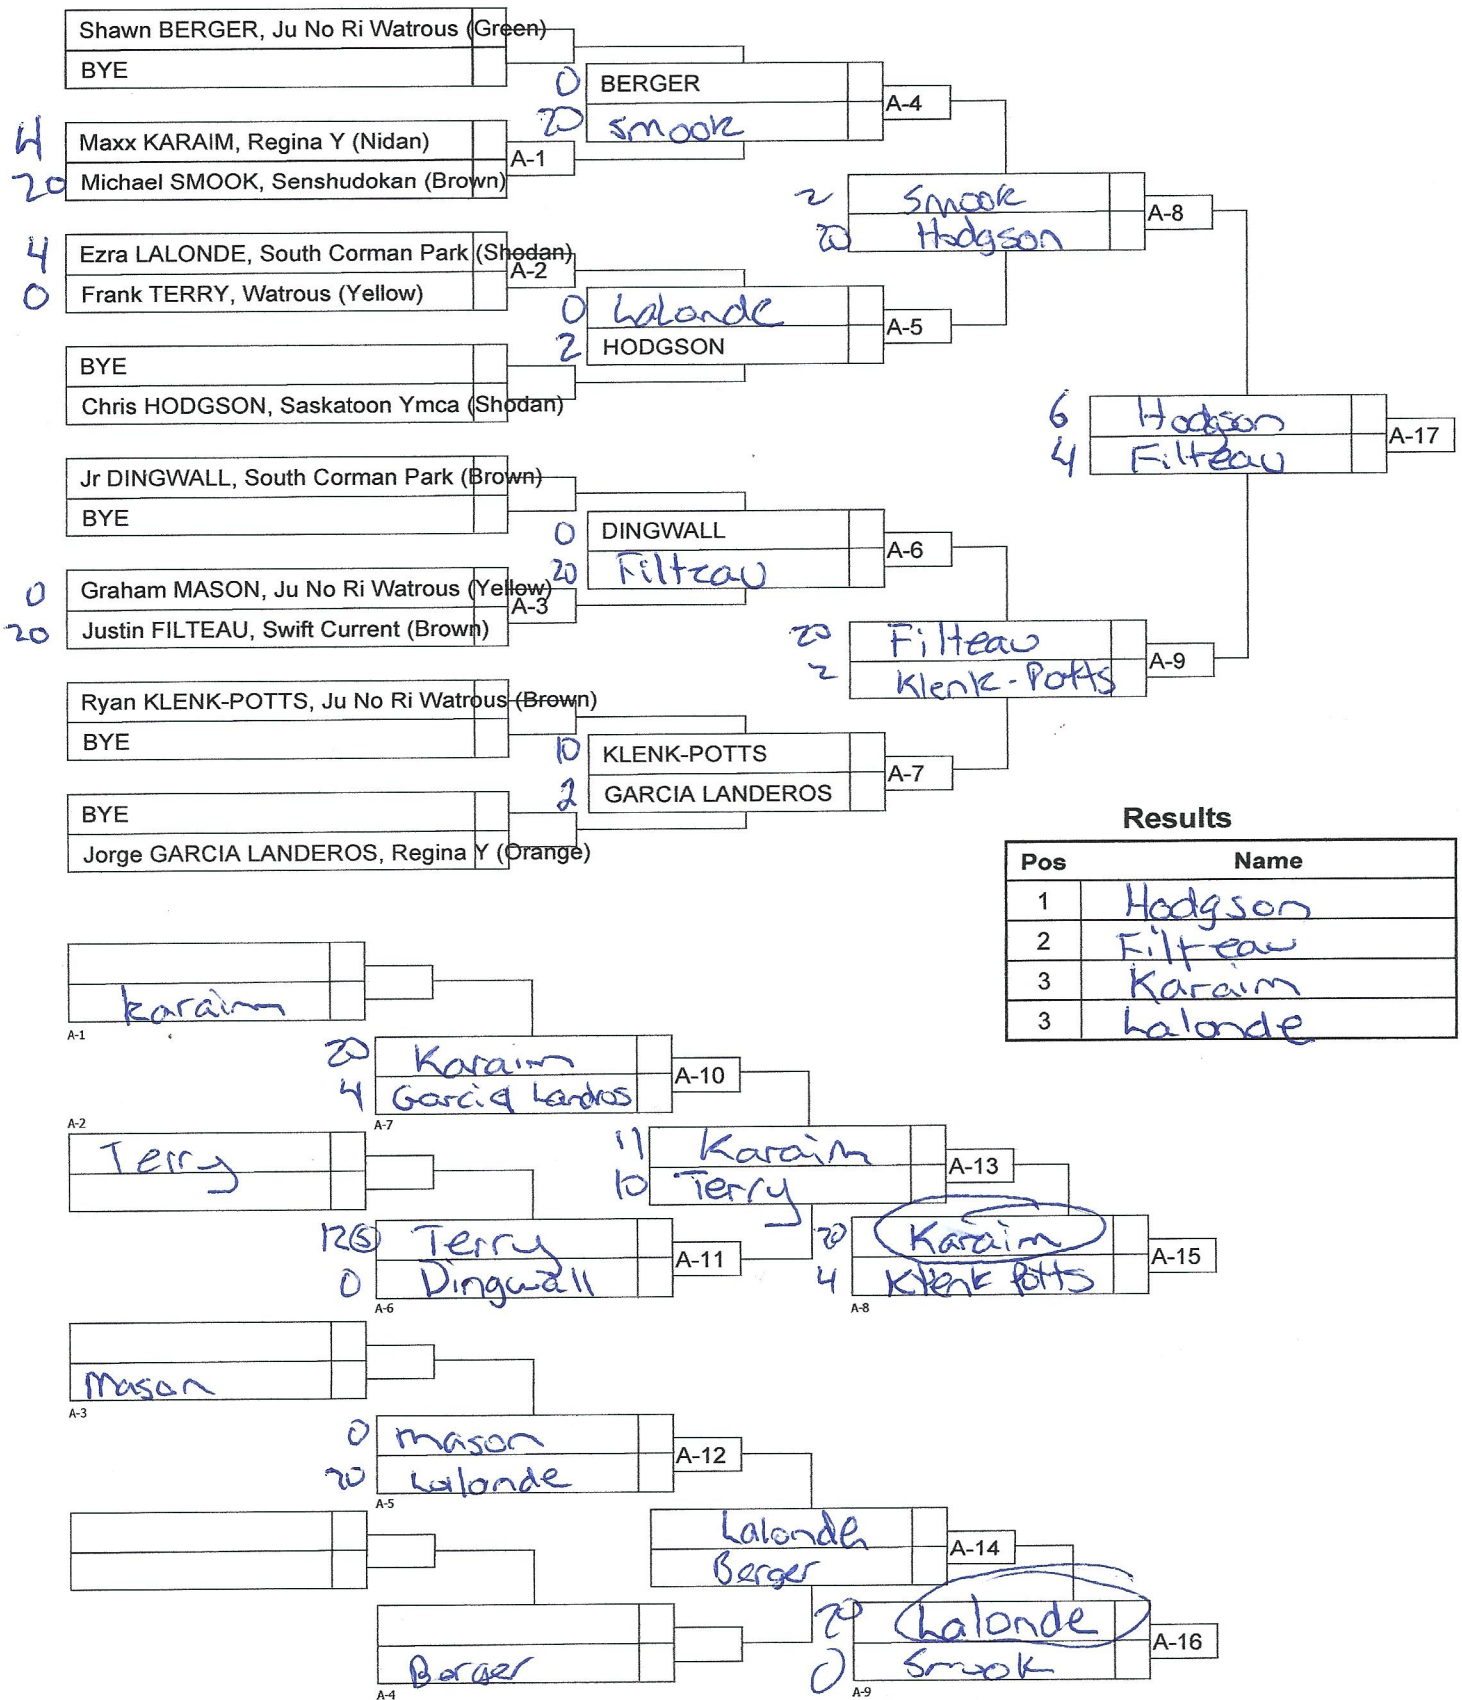 Shawn BERGER, Ju No Ri Watrous (Green)
BYE
4 Maxx KARAIM, Regina Y (Nidan)
20 Michael SMOOK, Senshudokan (Brown)
A-1
4 Ezra LALONDE, South Corman Park (Shodan)
0 Frank TERRY, Watrous (Yellow)
A-2
BYE
Chris HODGSON, Saskatoon Ymca (Shodan)
Jr DINGWALL, South Corman Park (Brown)
BYE
0 Graham MASON, Ju No Ri Watrous (Yellow)
20 Justin FILTEAU, Swift Current (Brown)
A-3
Ryan KLENK-POTTS, Ju No Ri Watrous (Brown)
BYE
BYE
Jorge GARCIA LANDEROS, Regina Y (Orange)
0 BERGER
20 Smook
A-4
0 Lalonde
2 HODGSON
A-5
0 DINGWALL
20 Filteau
A-6
10 KLENK-POTTS
2 GARCIA LANDEROS
A-7
2 Smook
20 Hodgson
A-8
20 Filteau
2 Klenk-Potts
A-9
6 Hodgson
4 Filteau
A-17
Results
Pos Name
1 Hodgson
2 Filteau
3 Karaim
3 Lalonde
Karaim
A-1
20 Karaim
4 Garcia Landros
A-10
A-7
A-2
Terry
12(5) Terry
0 Dingwall
A-11
A-6
11 Karaim
10 Terry
A-13
20 Karaim
4 Klenk Potts
A-15
A-8
Mason
A-3
0 Mason
20 Lalonde
A-12
A-5
Lalonde
Berger
A-14
Berger
A-4
20 Lalonde
0 Smook
A-16
A-9